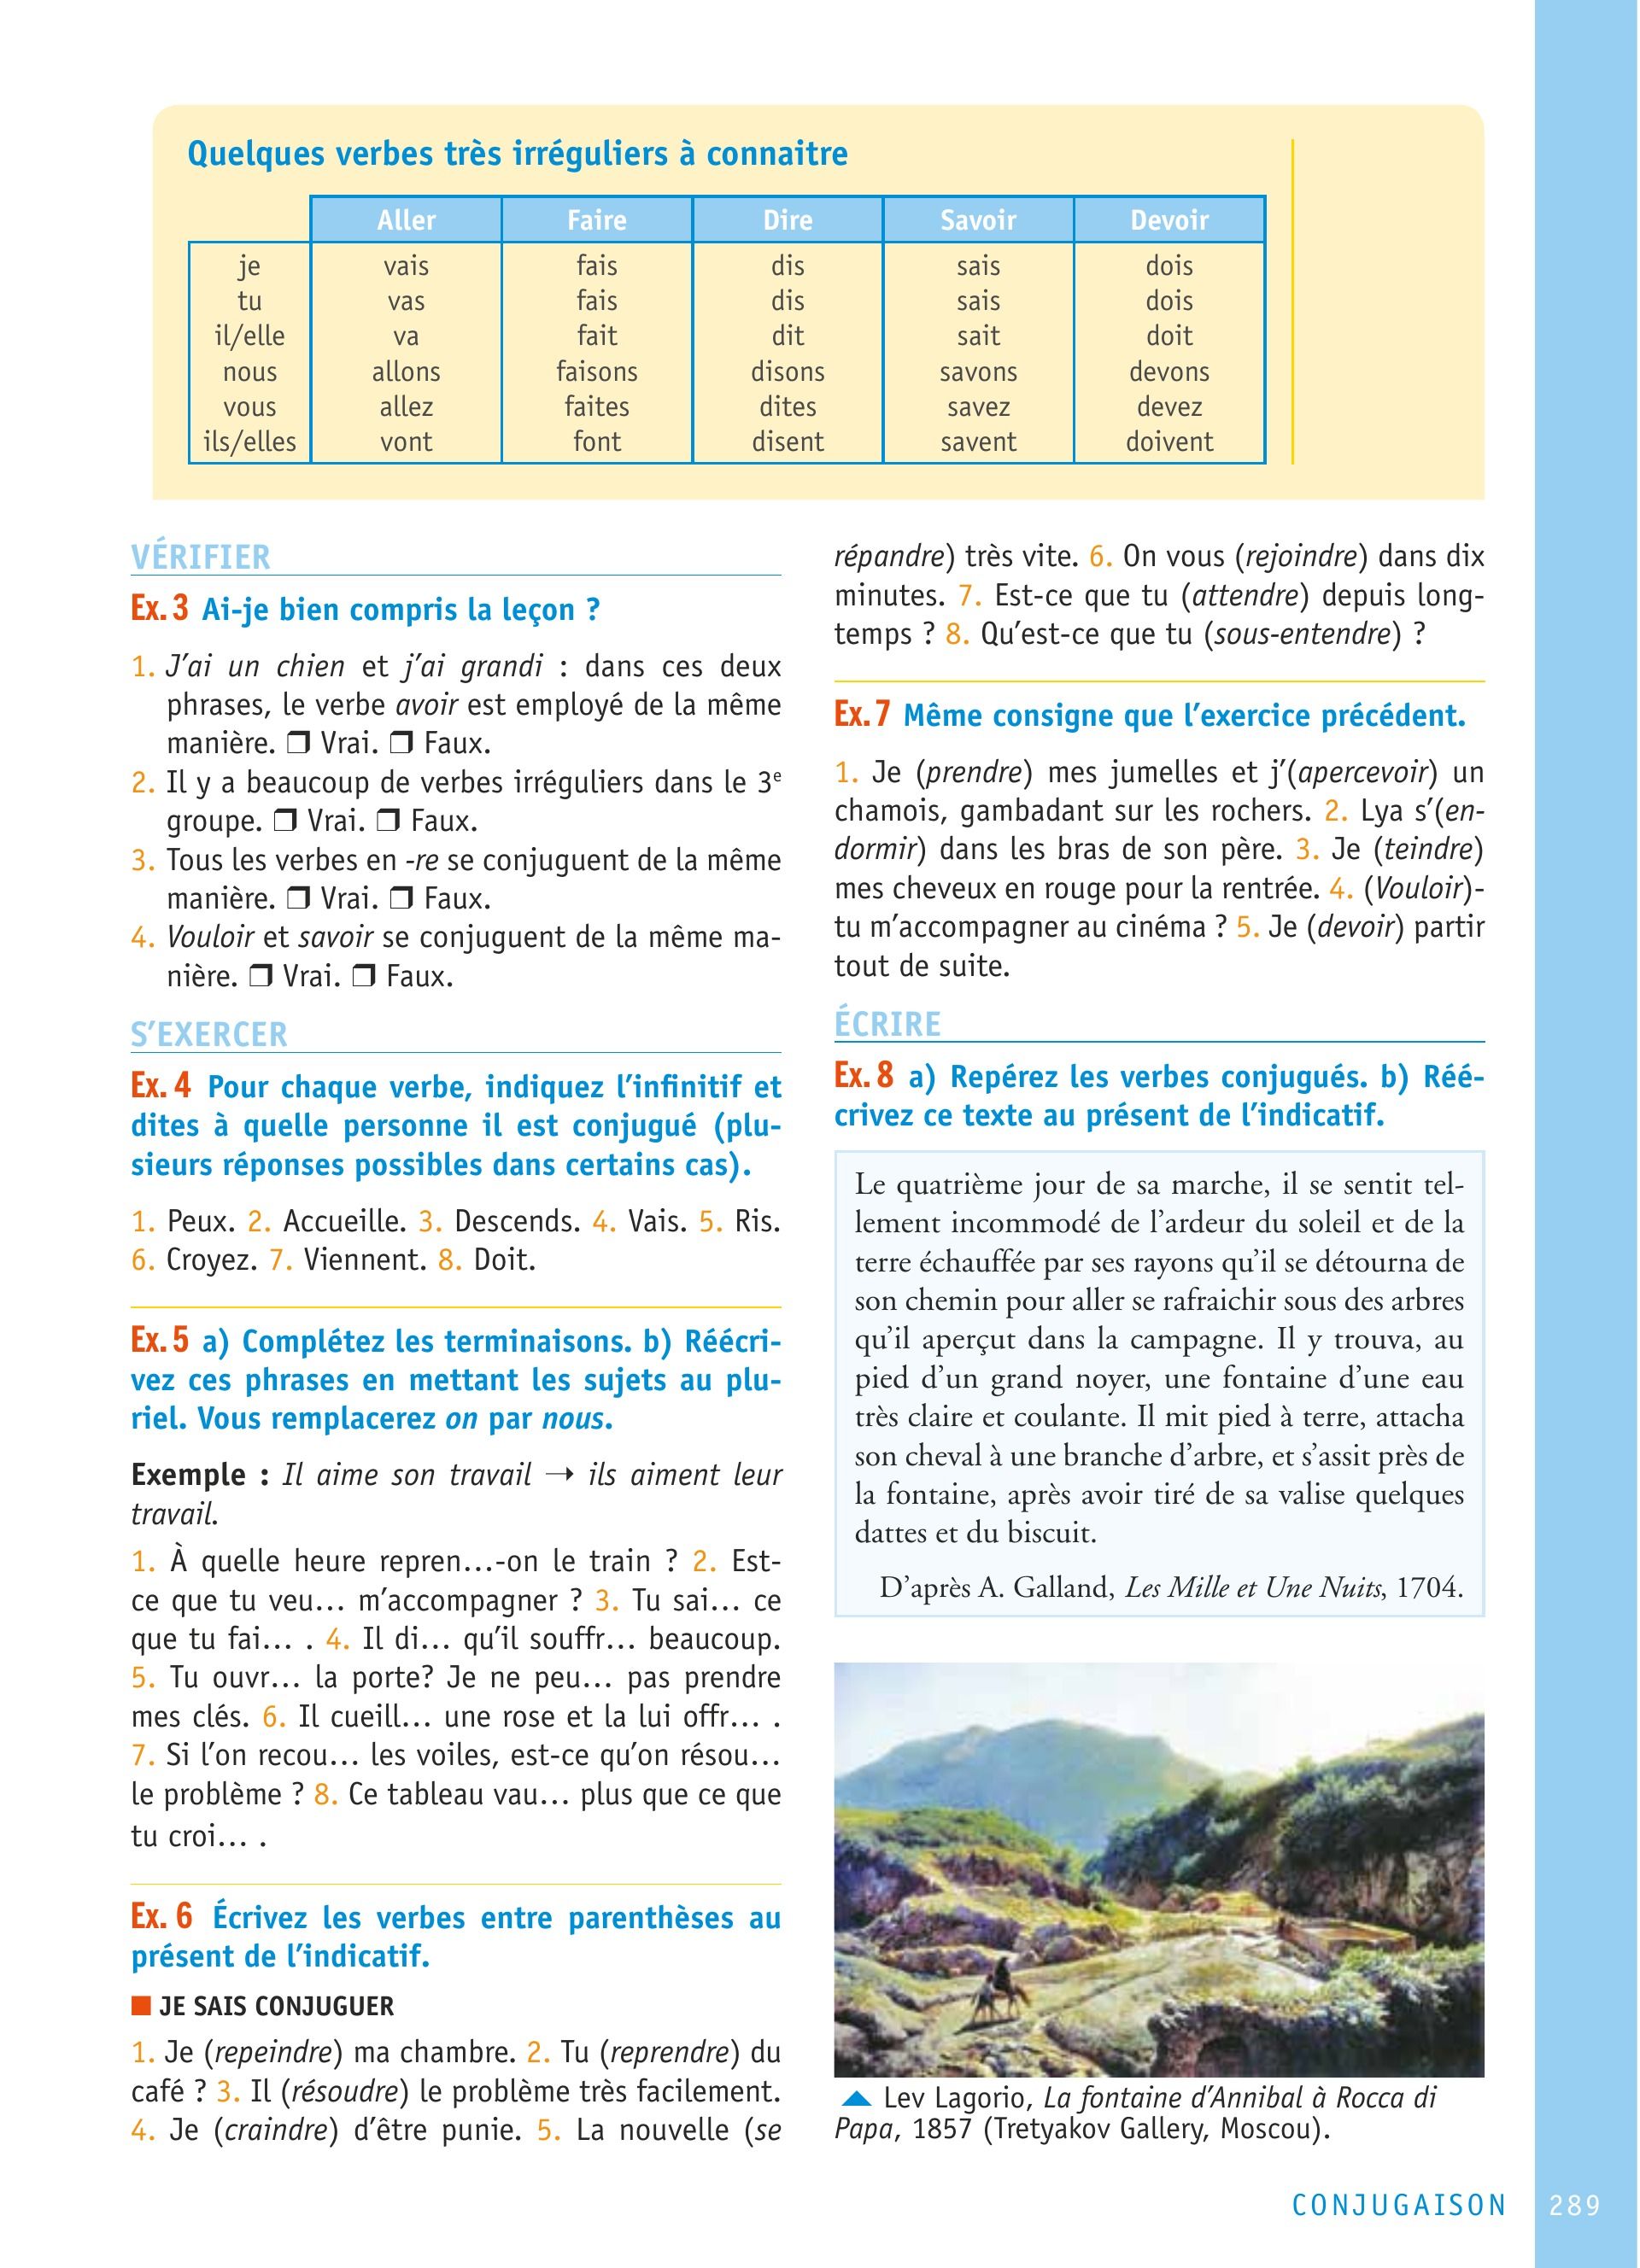 Quelques verbes très irréguliers à connaitre
Aller Faire Dire Savoir Devoir
je vais fais dis sais dois
tu vas fais dis sais dois
il/elle va fait dit sait doit
nous allons faisons disons savons devons
vous allez faites dites savez devez
ils/elles vont font disent savent doivent
VÉRIFIER
Ex. 3 Ai-je bien compris la leçon ?
1. J’ai un chien et j’ai grandi : dans ces deux
phrases, le verbe avoir est employé de la même
manière. ❒ Vrai. ❒ Faux.
2. Il y a beaucoup de verbes irréguliers dans le 3e
groupe. ❒ Vrai. ❒ Faux.
3. Tous les verbes en -re se conjuguent de la même
manière. ❒ Vrai. ❒ Faux.
4. Vouloir et savoir se conjuguent de la même ma-
nière. ❒ Vrai. ❒ Faux.
S’EXERCER
Ex. 4 Pour chaque verbe, indiquez l’infinitif et
dites à quelle personne il est conjugué (plu-
sieurs réponses possibles dans certains cas).
1. Peux. 2. Accueille. 3. Descends. 4. Vais. 5. Ris.
6. Croyez. 7. Viennent. 8. Doit.
Ex. 5 a) Complétez les terminaisons. b) Réécri-
vez ces phrases en mettant les sujets au plu-
riel. Vous remplacerez on par nous.
Exemple : Il aime son travail → ils aiment leur
travail.
1. À quelle heure repren…-on le train ? 2. Est-
ce que tu veu… m’accompagner ? 3. Tu sai… ce
que tu fai… . 4. Il di… qu’il souffr… beaucoup.
5. Tu ouvr… la porte? Je ne peu… pas prendre
mes clés. 6. Il cueill… une rose et la lui offr… .
7. Si l’on recou… les voiles, est-ce qu’on résou…
le problème ? 8. Ce tableau vau… plus que ce que
tu croi… .
Ex. 6 Écrivez les verbes entre parenthèses au
présent de l’indicatif.
■ JE SAIS CONJUGUER
1. Je (repeindre) ma chambre. 2. Tu (reprendre) du
café ? 3. Il (résoudre) le problème très facilement.
4. Je (craindre) d’être punie. 5. La nouvelle (se
répandre) très vite. 6. On vous (rejoindre) dans dix
minutes. 7. Est-ce que tu (attendre) depuis long-
temps ? 8. Qu’est-ce que tu (sous-entendre) ?
Ex. 7 Même consigne que l’exercice précédent.
1. Je (prendre) mes jumelles et j’(apercevoir) un
chamois, gambadant sur les rochers. 2. Lya s’(en-
dormir) dans les bras de son père. 3. Je (teindre)
mes cheveux en rouge pour la rentrée. 4. (Vouloir)-
tu m’accompagner au cinéma ? 5. Je (devoir) partir
tout de suite.
ÉCRIRE
Ex. 8 a) Repérez les verbes conjugués. b) Réé-
crivez ce texte au présent de l’indicatif.
Le quatrième jour de sa marche, il se sentit tel-
lement incommodé de l’ardeur du soleil et de la
terre échauffée par ses rayons qu’il se détourna de
son chemin pour aller se rafraichir sous des arbres
qu’il aperçut dans la campagne. Il y trouva, au
pied d’un grand noyer, une fontaine d’une eau
très claire et coulante. Il mit pied à terre, attacha
son cheval à une branche d’arbre, et s’assit près de
la fontaine, après avoir tiré de sa valise quelques
dattes et du biscuit.
D’après A. Galland, Les Mille et Une Nuits, 1704.
▲ Lev Lagorio, La fontaine d’Annibal à Rocca di
Papa, 1857 (Tretyakov Gallery, Moscou).
CONJUGAISON 289